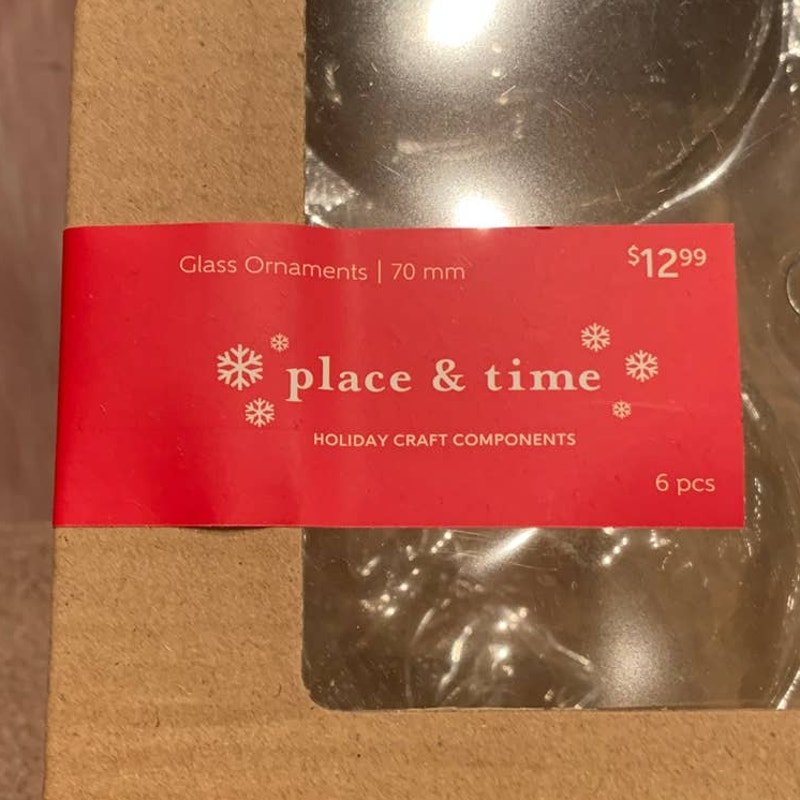 Glass Ornaments | 70 mm
$12.99
place & time
HOLIDAY CRAFT COMPONENTS
6 pcs